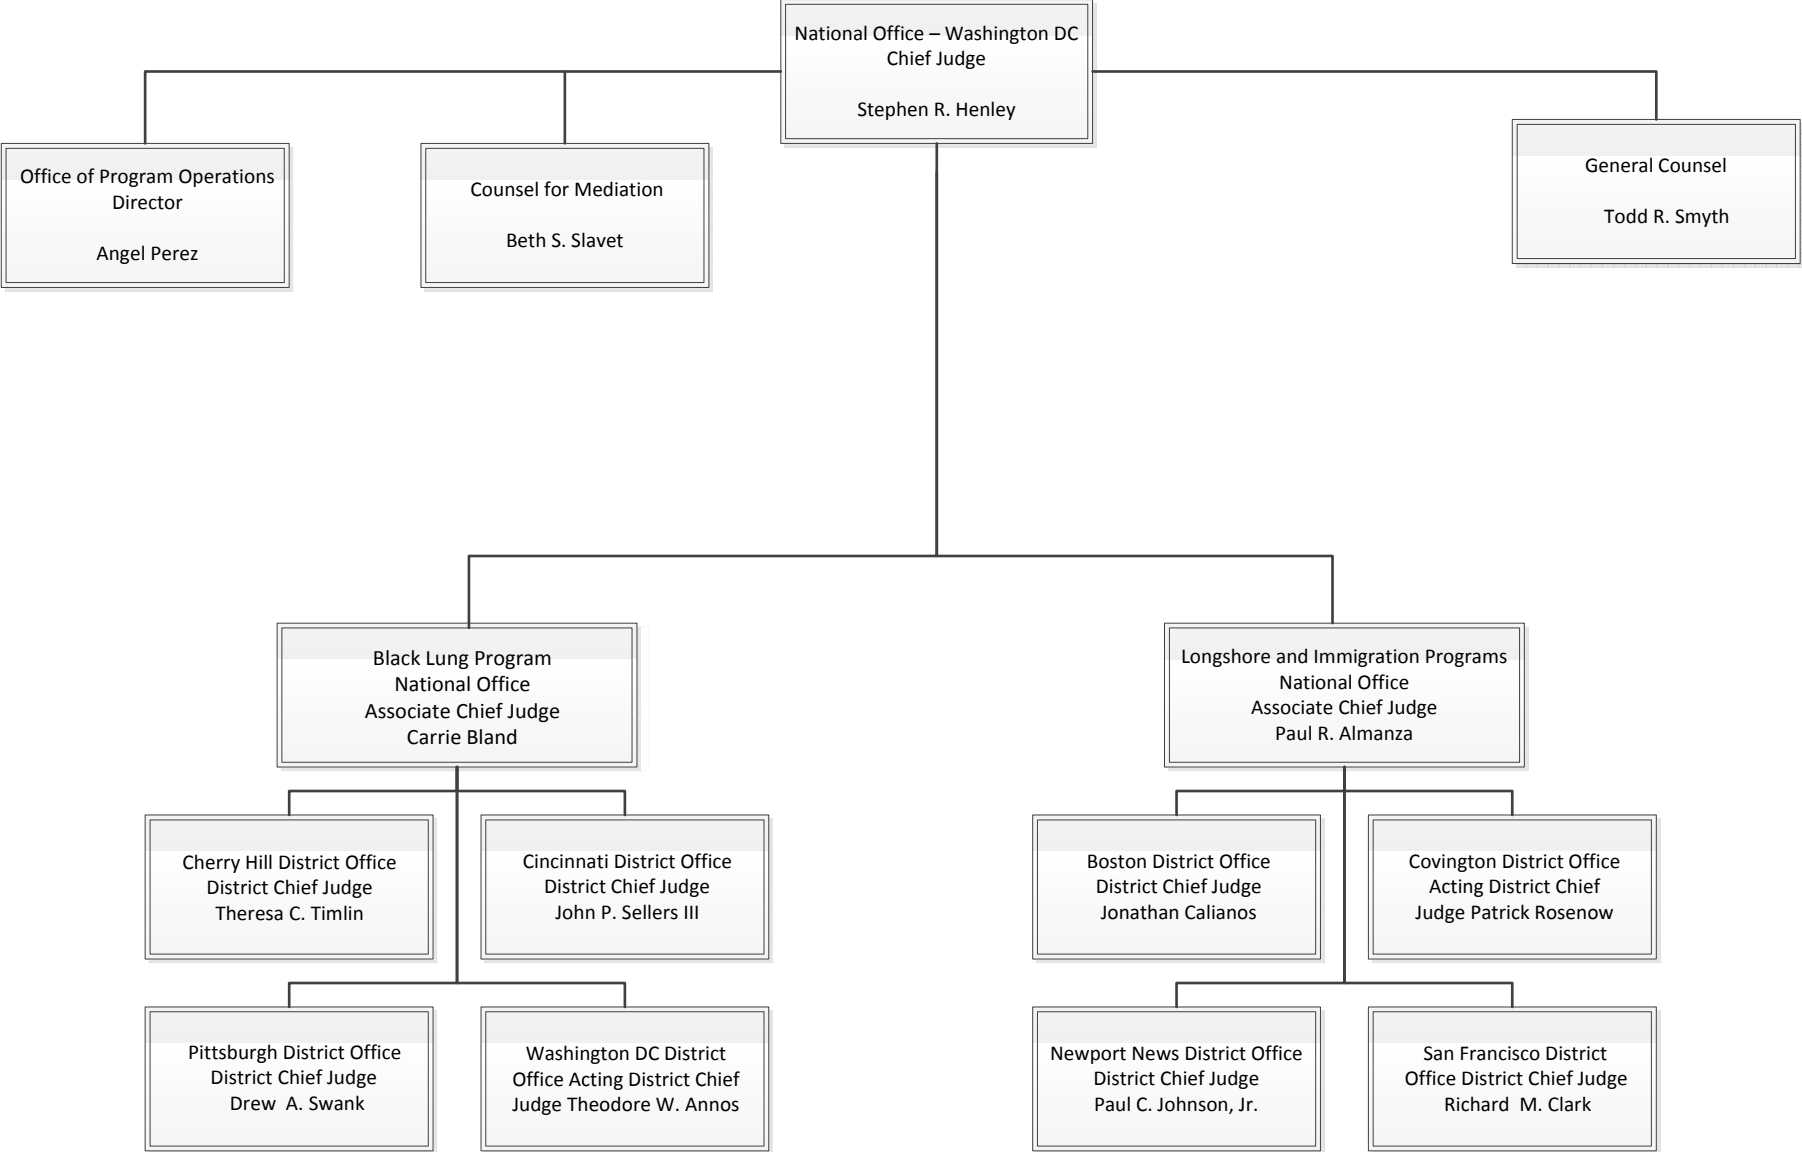 National Office – Washington DC
Chief Judge
Stephen R. Henley
Office of Program Operations
Director
Angel Perez
Counsel for Mediation
Beth S. Slavet
General Counsel
Todd R. Smyth
Black Lung Program
National Office
Associate Chief Judge
Carrie Bland
Longshore and Immigration Programs
National Office
Associate Chief Judge
Paul R. Almanza
Cherry Hill District Office
District Chief Judge
Theresa C. Timlin
Cincinnati District Office
District Chief Judge
John P. Sellers III
Boston District Office
District Chief Judge
Jonathan Calianos
Covington District Office
Acting District Chief
Judge Patrick Rosenow
Pittsburgh District Office
District Chief Judge
Drew A. Swank
Washington DC District
Office Acting District Chief
Judge Theodore W. Annos
Newport News District Office
District Chief Judge
Paul C. Johnson, Jr.
San Francisco District
Office District Chief Judge
Richard M. Clark